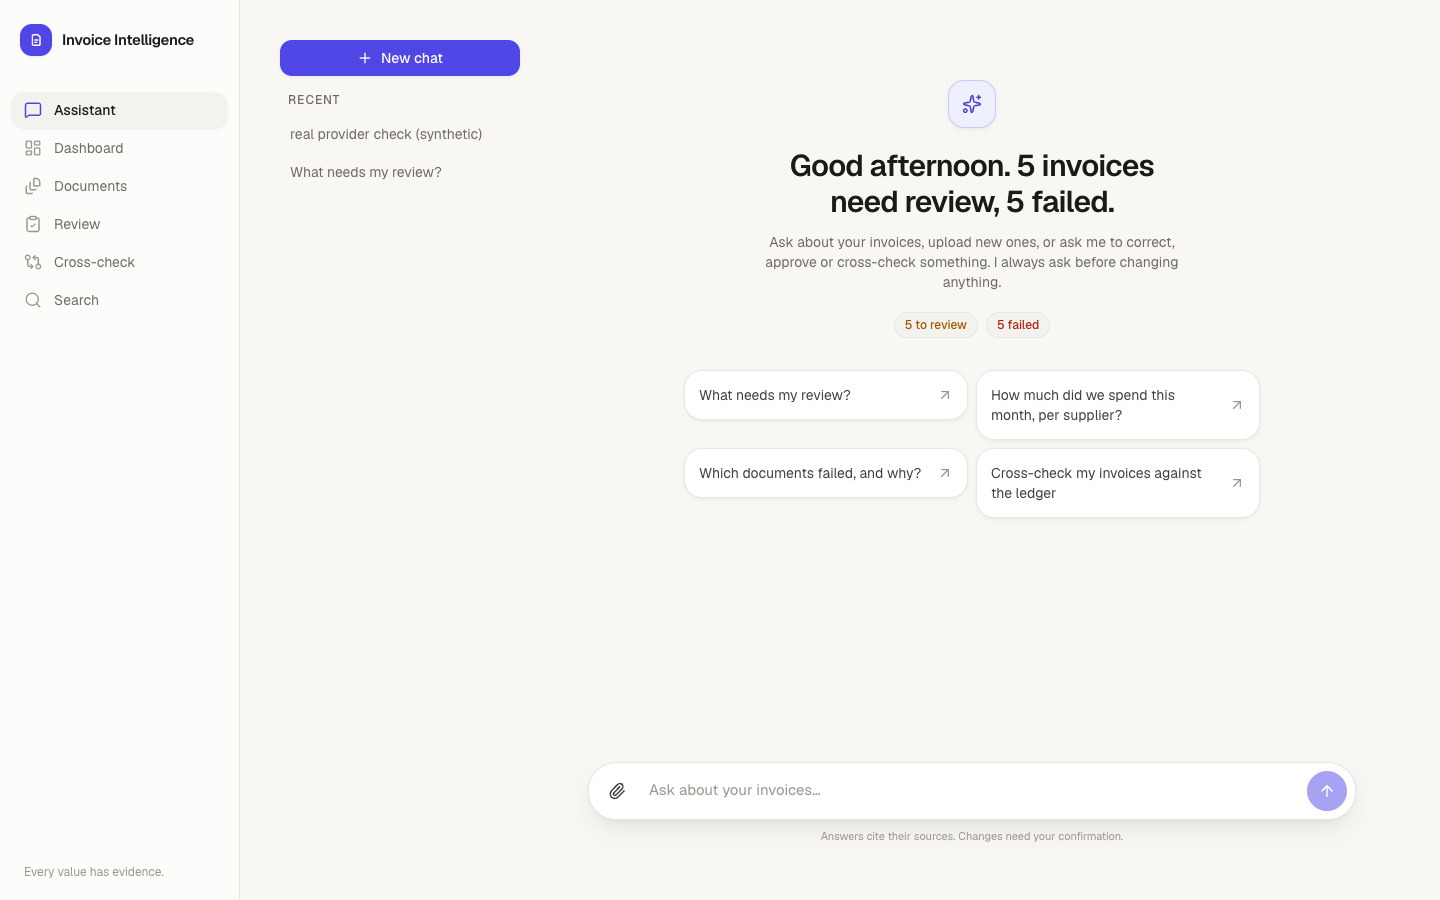 Invoice Intelligence
Assistant
Dashboard
Documents
Review
Cross-check
Search
Every value has evidence.
New chat
RECENT
real provider check (synthetic)
What needs my review?
Good afternoon. 5 invoices
need review, 5 failed.
Ask about your invoices, upload new ones, or ask me to correct,
approve or cross-check something. I always ask before changing
anything.
5 to review
5 failed
What needs my review?
How much did we spend this
month, per supplier?
Which documents failed, and why?
Cross-check my invoices against
the ledger
Ask about your invoices...
Answers cite their sources. Changes need your confirmation.